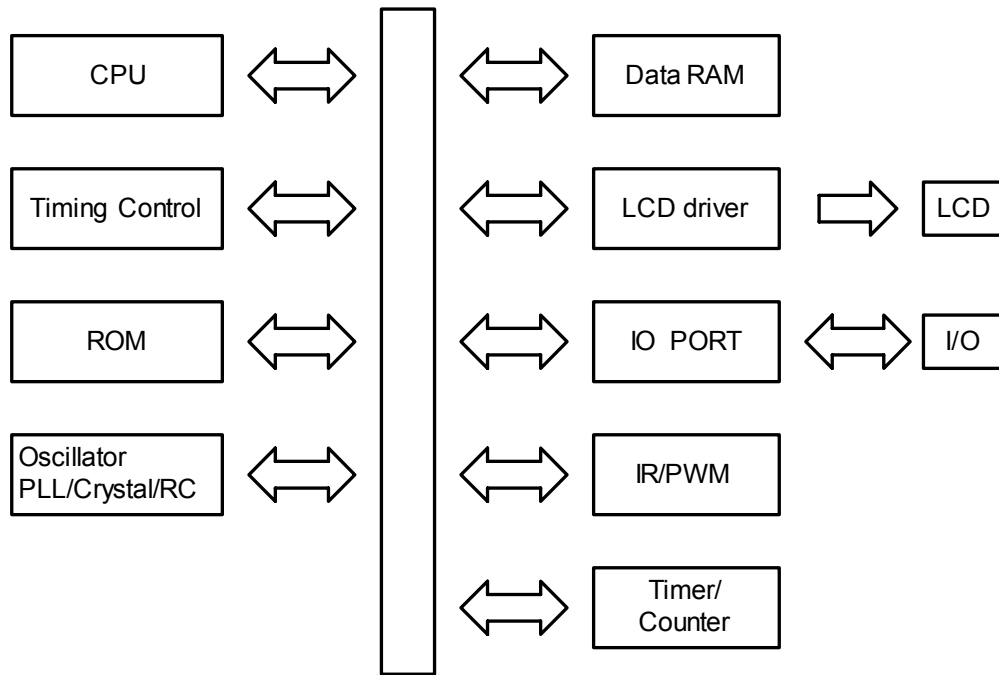 CPU
Data RAM
Timing Control
LCD driver
LCD
ROM
IO PORT
I/O
Oscillator
PLL/Crystal/RC
IR/PWM
Timer/
Counter